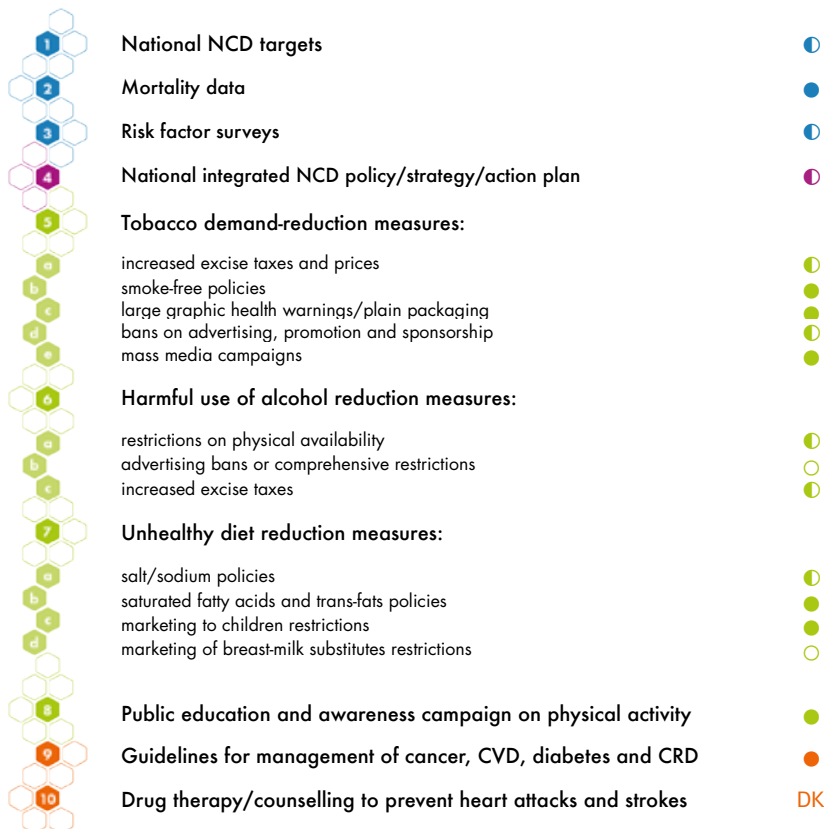 1 National NCD targets
2 Mortality data
3 Risk factor surveys
4 National integrated NCD policy/strategy/action plan
5 Tobacco demand-reduction measures:
a increased excise taxes and prices
b smoke-free policies
c large graphic health warnings/plain packaging
d bans on advertising, promotion and sponsorship
e mass media campaigns
6 Harmful use of alcohol reduction measures:
a restrictions on physical availability
b advertising bans or comprehensive restrictions
c increased excise taxes
7 Unhealthy diet reduction measures:
a salt/sodium policies
b saturated fatty acids and trans-fats policies
c marketing to children restrictions
d marketing of breast-milk substitutes restrictions
8 Public education and awareness campaign on physical activity
9 Guidelines for management of cancer, CVD, diabetes and CRD
10 Drug therapy/counselling to prevent heart attacks and strokes DK